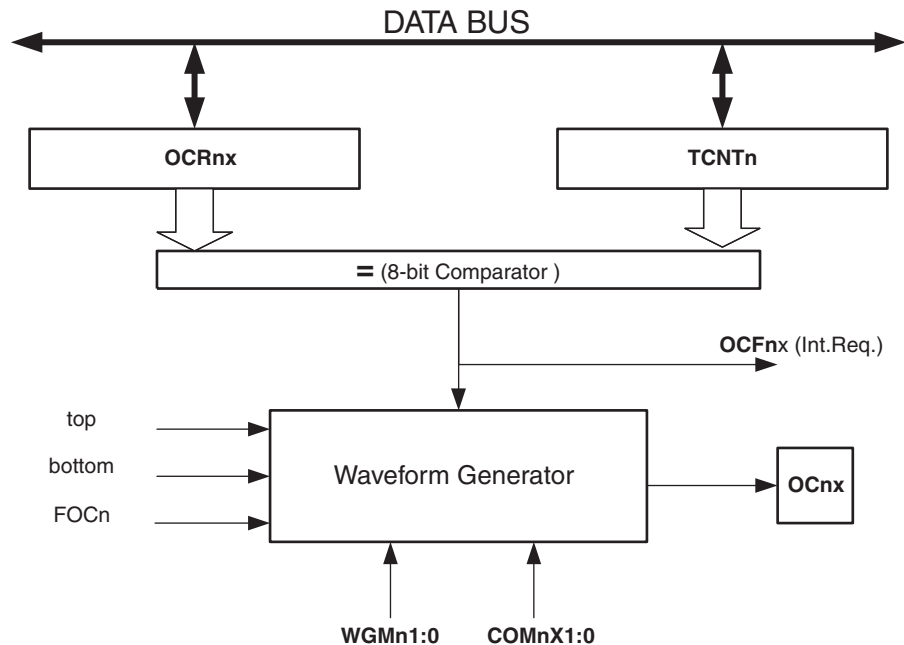 DATA BUS
OCRnx
TCNTn
= (8-bit Comparator )
OCFnx (Int.Req.)
top
bottom
FOCn
Waveform Generator
OCnx
WGMn1:0
COMnX1:0